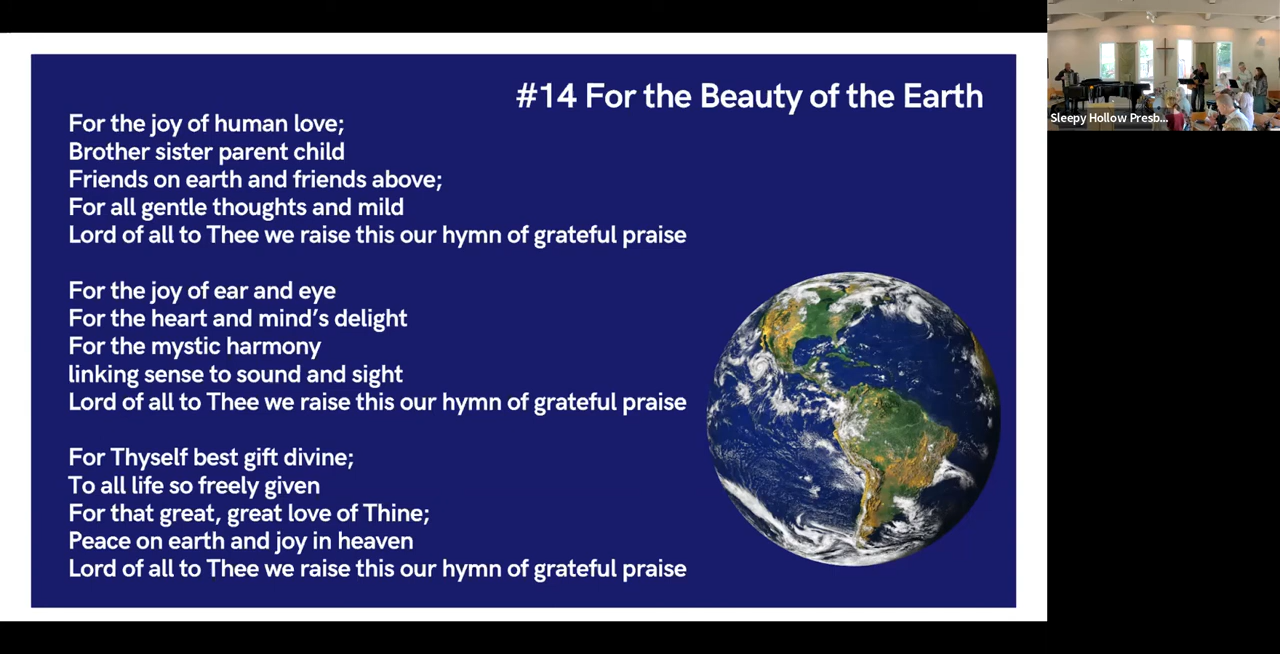 #14 For the Beauty of the Earth
For the joy of human love;
Brother sister parent child
Friends on earth and friends above;
For all gentle thoughts and mild
Lord of all to Thee we raise this our hymn of grateful praise
For the joy of ear and eye
For the heart and mind’s delight
For the mystic harmony
linking sense to sound and sight
Lord of all to Thee we raise this our hymn of grateful praise
For Thyself best gift divine;
To all life so freely given
For that great, great love of Thine;
Peace on earth and joy in heaven
Lord of all to Thee we raise this our hymn of grateful praise
Sleepy Hollow Presb...